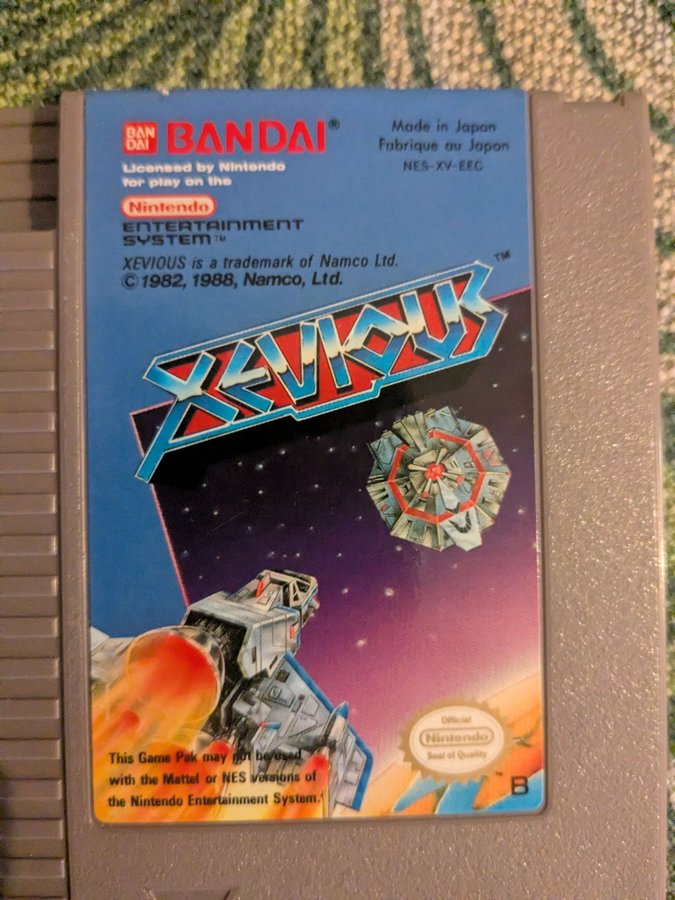 BAN
DAI
BANDAI®
Licensed by Nintendo
for play on the
Nintendo
ENTERTAINMENT
SYSTEM™
Made in Japan
Fabrique au Japon
NES-XV-EEC
XEVIOUS is a trademark of Namco Ltd.
© 1982, 1988, Namco, Ltd.
XEVIOUS™
Official
Nintendo
Seal of Quality
This Game Pak may not be used
with the Mattel or NES versions of
the Nintendo Entertainment System.
™ B